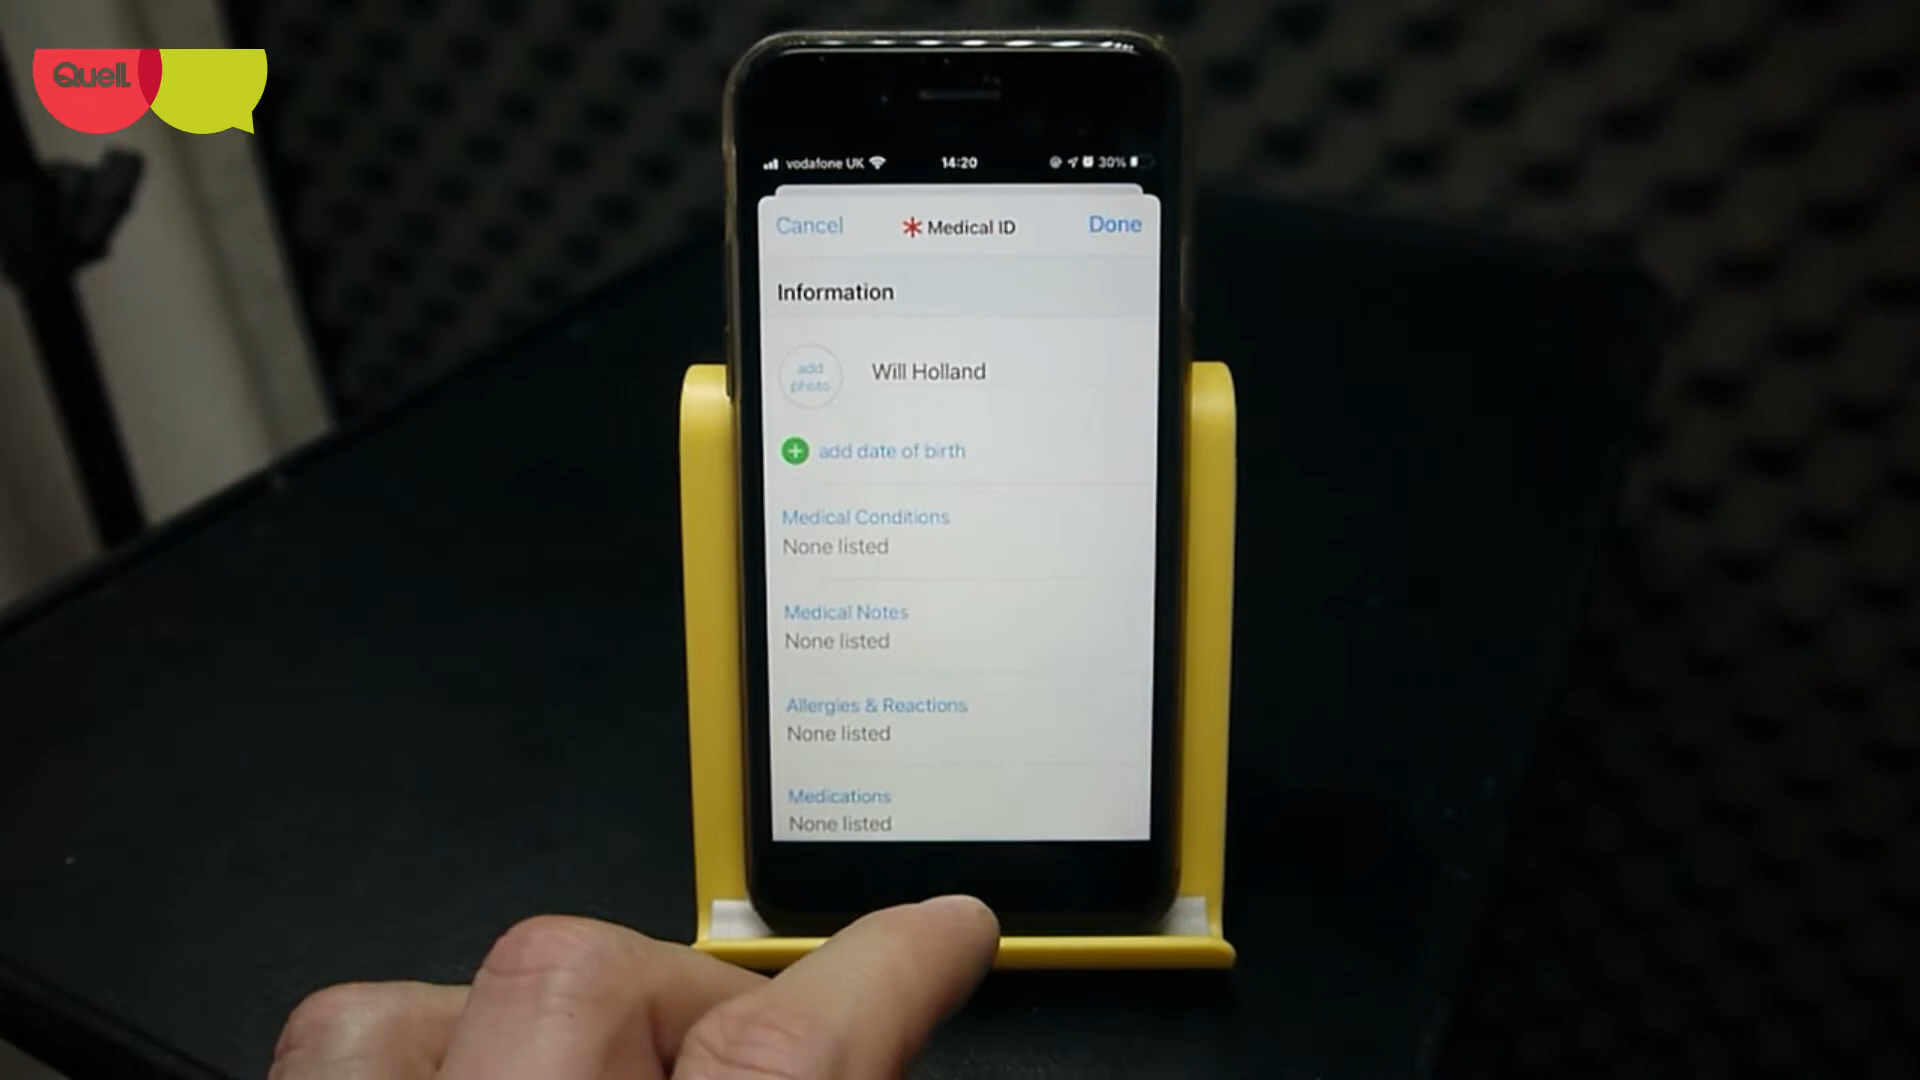 Quell.
vodafone UK
14:20
30%
Cancel
Medical ID
Done
Information
add
photo
Will Holland
add date of birth
Medical Conditions
None listed
Medical Notes
None listed
Allergies & Reactions
None listed
Medications
None listed